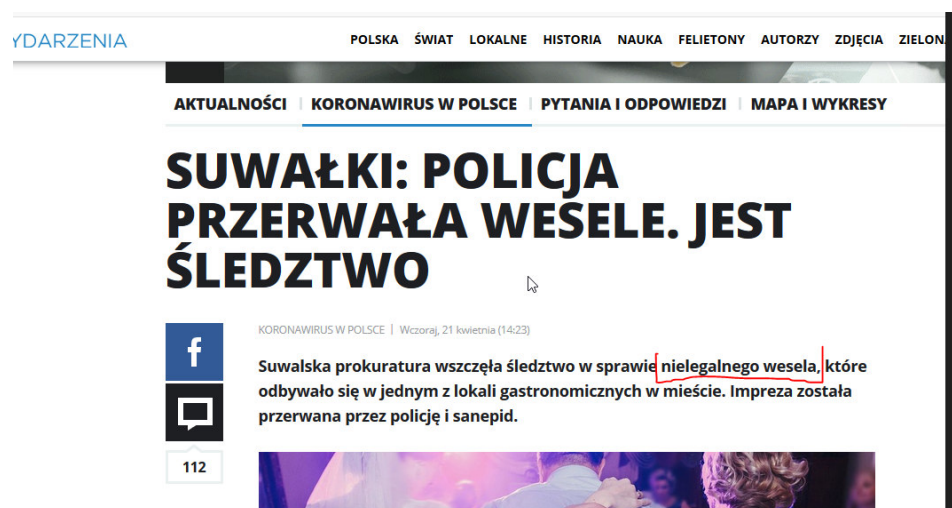 YDARZENIA
POLSKA ŚWIAT LOKALNE HISTORIA NAUKA FELIETONY AUTORZY ZDJĘCIA
AKTUALNOŚCI | KORONAWIRUS W POLSCE | PYTANIA I ODPOWIEDZI | MAPA I WYKRESY
SUWAŁKI: POLICJA
PRZERWAŁA WESELE. JEST
ŚLEDZTWO
KORONAWIRUS W POLSCE | Wczoraj, 21 kwietnia (14:23)
Suwalska prokuratura wszczęła śledztwo w sprawie nielegalnego wesela, które
odbywało się w jednym z lokali gastronomicznych w mieście. Impreza została
przerwana przez policję i sanepid.
112